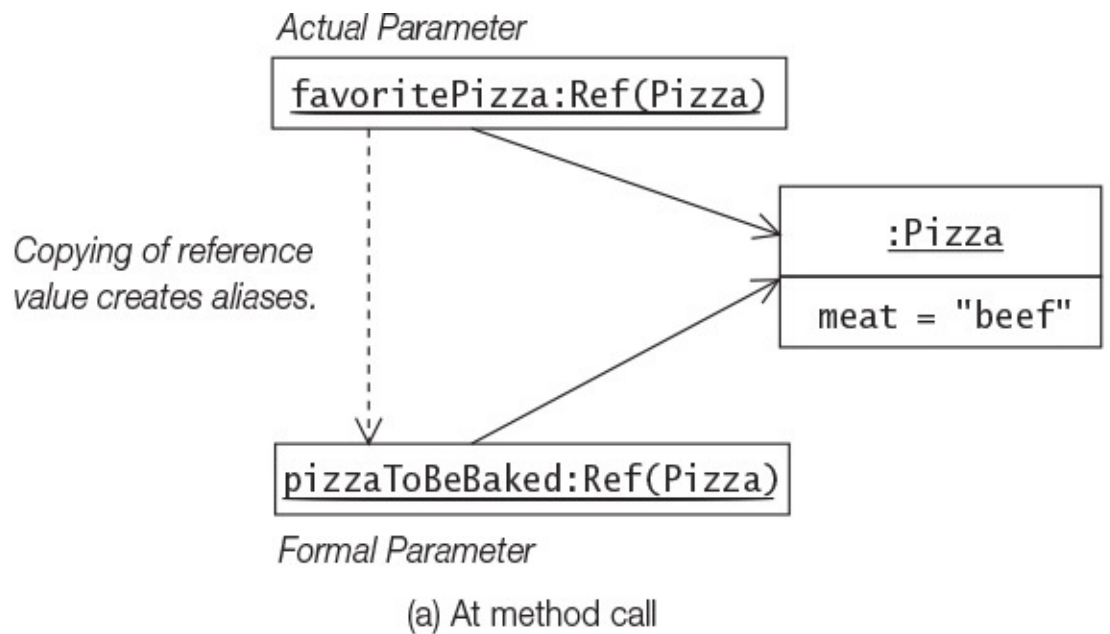 Actual Parameter
favoritePizza:Ref(Pizza)
:Pizza
meat = "beef"
Copying of reference
value creates aliases.
pizzaToBeBaked:Ref(Pizza)
Formal Parameter
(a) At method call